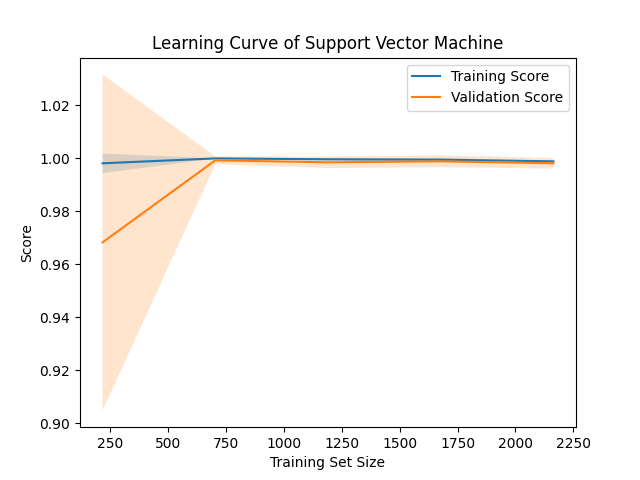 Learning Curve of Support Vector Machine
Training Score
Validation Score
1.02
1.00
0.98
0.96
0.94
0.92
0.90
Score
250 500 750 1000 1250 1500 1750 2000 2250
Training Set Size